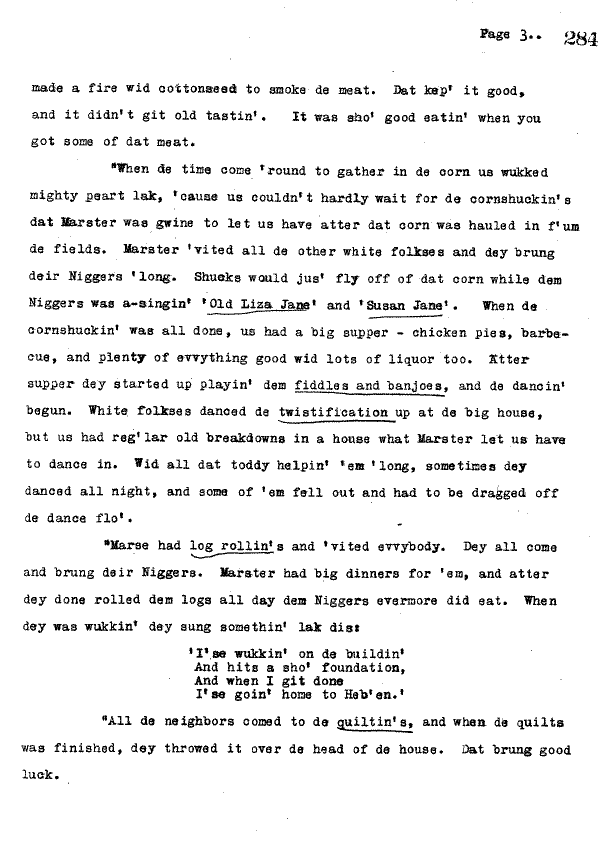 Page 3.. 284
made a fire wid cottonseed to smoke de meat. Dat kep' it good,
and it didn't git old tastin'. It was sho' good eatin' when you
got some of dat meat.
"When de time come 'round to gather in de corn us wukked
mighty peart lak, 'cause us couldn't hardly wait for de cornshuckin's
dat Marster was gwine to let us have atter dat corn was hauled in f'um
de fields. Marster 'vited all de other white folkses and dey brung
deir Niggers 'long. Shucks would jus' fly off of dat corn while dem
Niggers was a-singin' 'Old Liza Jane' and 'Susan Jane'. When de
cornshuckin' was all done, us had a big supper - chicken pies, barbe-
cue, and plenty of evvything good wid lots of liquor too. Atter
supper dey started up playin' dem fiddles and banjoes, and de dancin'
begun. White folkses danced de twistification up at de big house,
but us had reg'lar old breakdowns in a house what Marster let us have
to dance in. Wid all dat toddy helpin' 'em 'long, sometimes dey
danced all night, and some of 'em fell out and had to be dragged off
de dance flo'.
"Marse had log rollin's and 'vited evvybody. Dey all come
and brung deir Niggers. Marster had big dinners for 'em, and atter
dey done rolled dem logs all day dem Niggers evermore did eat. When
dey was wukkin' dey sung somethin' lak dis:
'I'se wukkin' on de buildin'
And hits a sho' foundation,
And when I git done
I'se goin' home to Heb'en.'
"All de neighbors comed to de quiltin's, and when de quilts
was finished, dey throwed it over de head of de house. Dat brung good
luck.